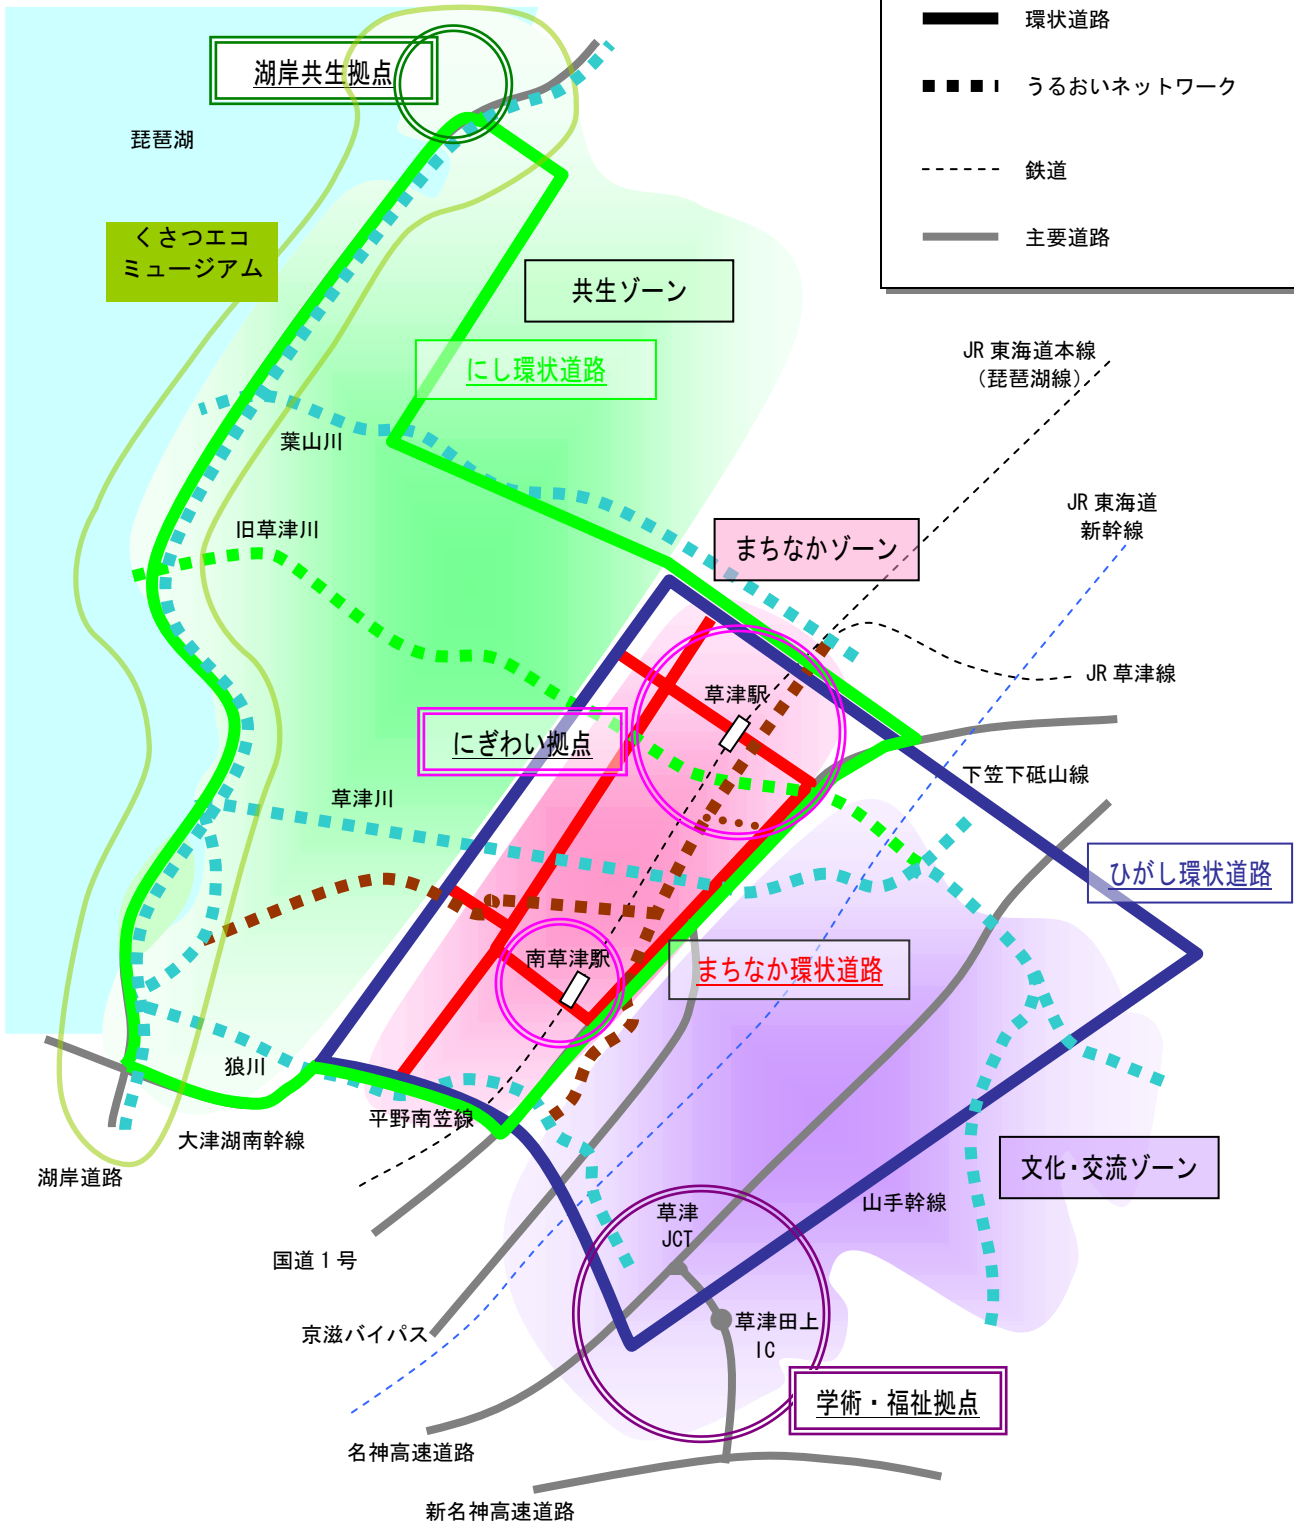 環状道路
うるおいネットワーク
鉄道
主要道路
湖岸共生拠点
琵琶湖
くさつエコ
ミュージアム
共生ゾーン
にし環状道路
JR 東海道本線
（琵琶湖線）
葉山川
旧草津川
JR 東海道
新幹線
まちなかゾーン
草津駅
JR 草津線
にぎわい拠点
下笠下砥山線
草津川
ひがし環状道路
南草津駅
まちなか環状道路
狼川
平野南笠線
大津湖南幹線
湖岸道路
文化・交流ゾーン
山手幹線
草津
JCT
国道１号
京滋バイパス
草津田上
IC
学術・福祉拠点
名神高速道路
新名神高速道路